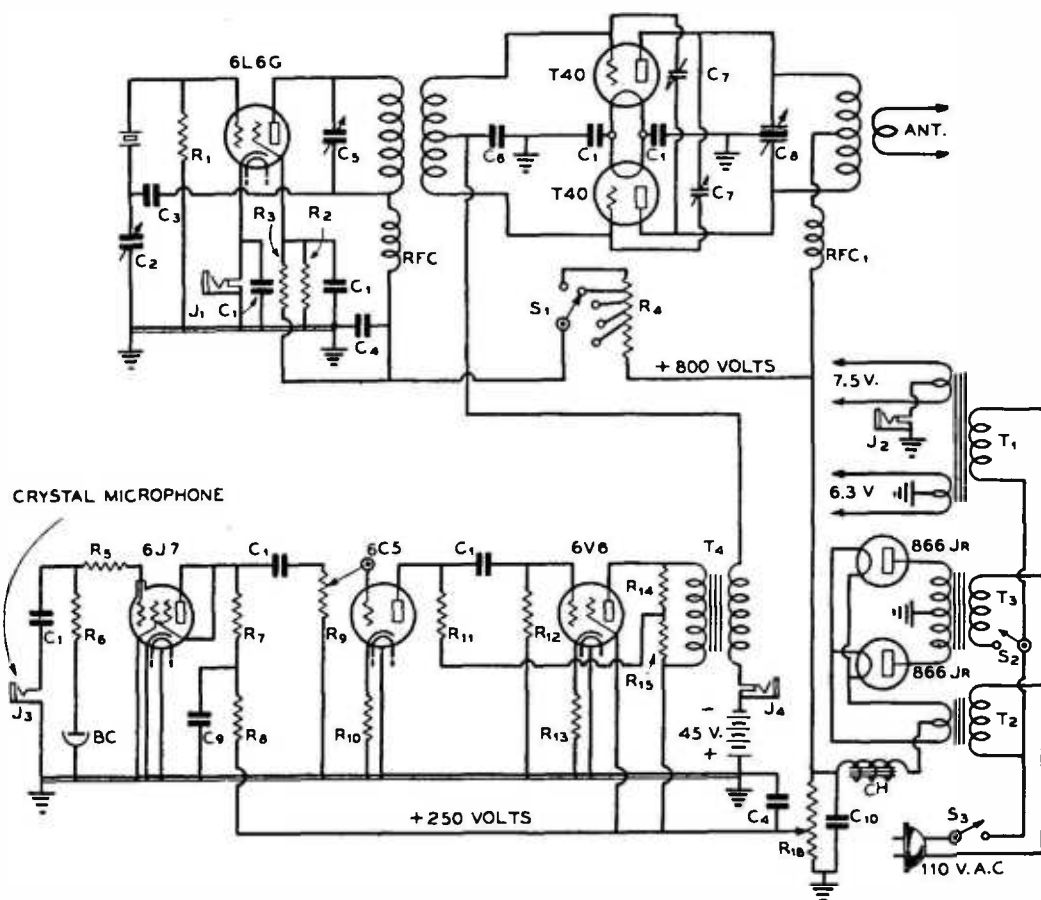 6L6G
T40
C7
R1
C5
C6
C1
C1
C8
ANT.
C3
R3
R2
T40
C7
C2
RFC
RFC1
J1
C1
C1
S1
R4
C4
+800 VOLTS
7.5 V.
J2
T1
CRYSTAL MICROPHONE
6.3 V
R5
6J7
C1
6C5
C1
6V6
T4
866 JR
R14
C1
R6
R7
R9
R11
R12
T3
S2
R15
866 JR
J3
BC
C9
R8
R10
R13
-
45 V.
+
J4
T2
CH
C4
+250 VOLTS
R18
C10
S3
110 V. A.C